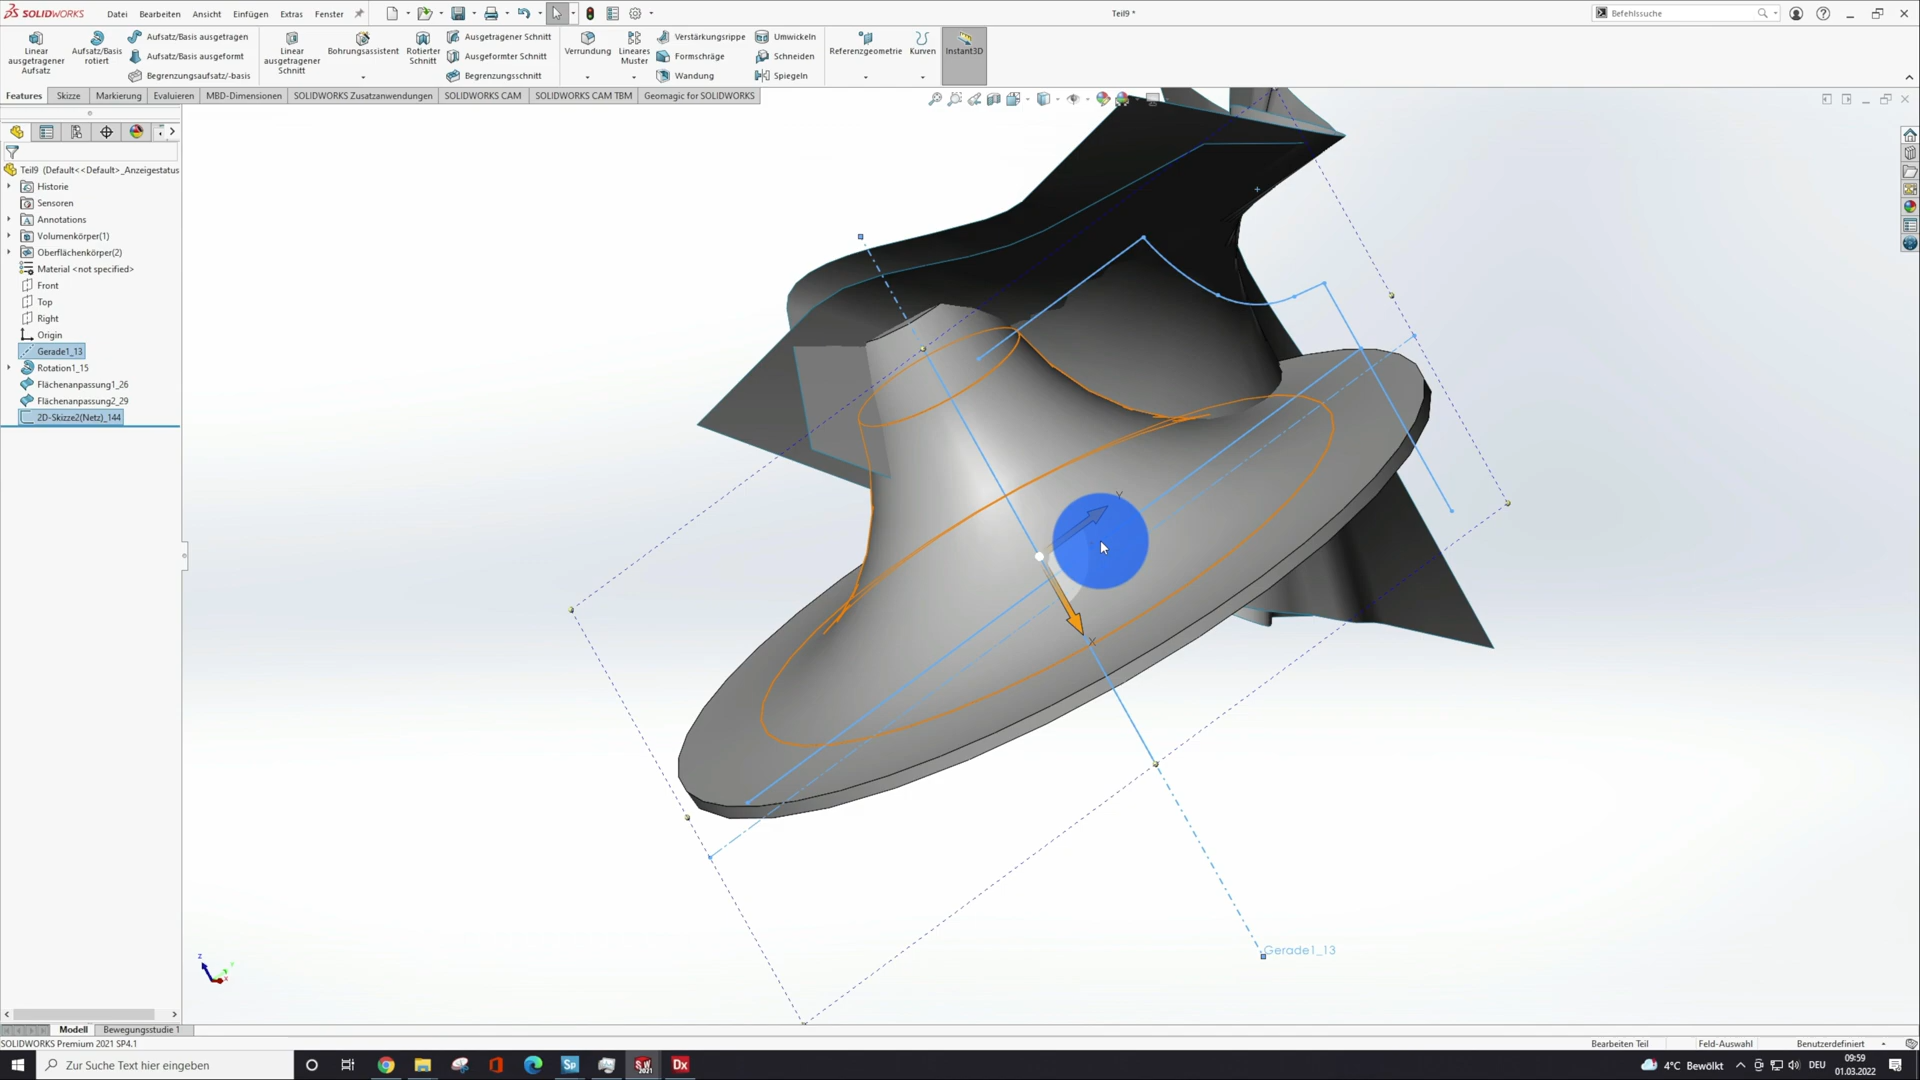 SOLIDWORKS
Datei Bearbeiten Ansicht Einfügen Extras Fenster
Teil9 *
Befehlssuche
Linear ausgetragener Aufsatz
Aufsatz/Basis rotiert
Aufsatz/Basis ausgetragen
Aufsatz/Basis ausgeformt
Begrenzungsaufsatz/-basis
Linear ausgetragener Schnitt
Bohrungsassistent
Rotierter Schnitt
Ausgetragener Schnitt
Ausgeformter Schnitt
Begrenzungsschnitt
Verrundung
Lineares Muster
Verstärkungsrippe
Formschräge
Wandung
Umwickeln
Schneiden
Spiegeln
Referenzgeometrie
Kurven
Instant3D
Features Skizze Markierung Evaluieren MBD-Dimensionen SOLIDWORKS Zusatzanwendungen SOLIDWORKS CAM SOLIDWORKS CAM TBM Geomagic for SOLIDWORKS
Teil9 (Default<<Default>_Anzeigestatus
Historie
Sensoren
Annotations
Volumenkörper(1)
Oberflächenkörper(2)
Material <not specified>
Front
Top
Right
Origin
Gerade1_13
Rotation1_15
Flächenanpassung1_26
Flächenanpassung2_29
2D-Skizze2(Netz)_144
Y
X
Gerade1_13
Modell Bewegungsstudie 1
SOLIDWORKS Premium 2021 SP4.1
Bearbeiten Teil Feld-Auswahl Benutzerdefiniert
Zur Suche Text hier eingeben
Sp
SW
2021
Dx
4°C Bewölkt
DEU
09:59
01.03.2022